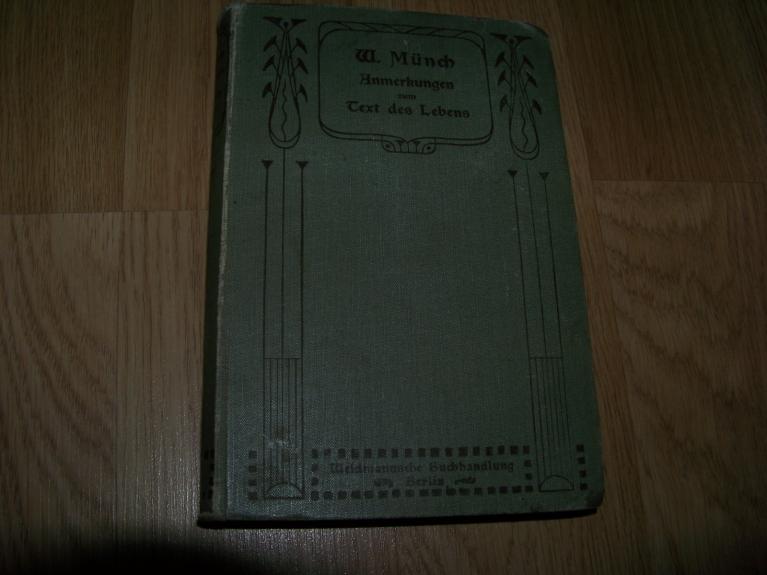 W. Münch
Anmerkungen
zum
Text des Lebens
Weidmannsche Buchhandlung
Berlin